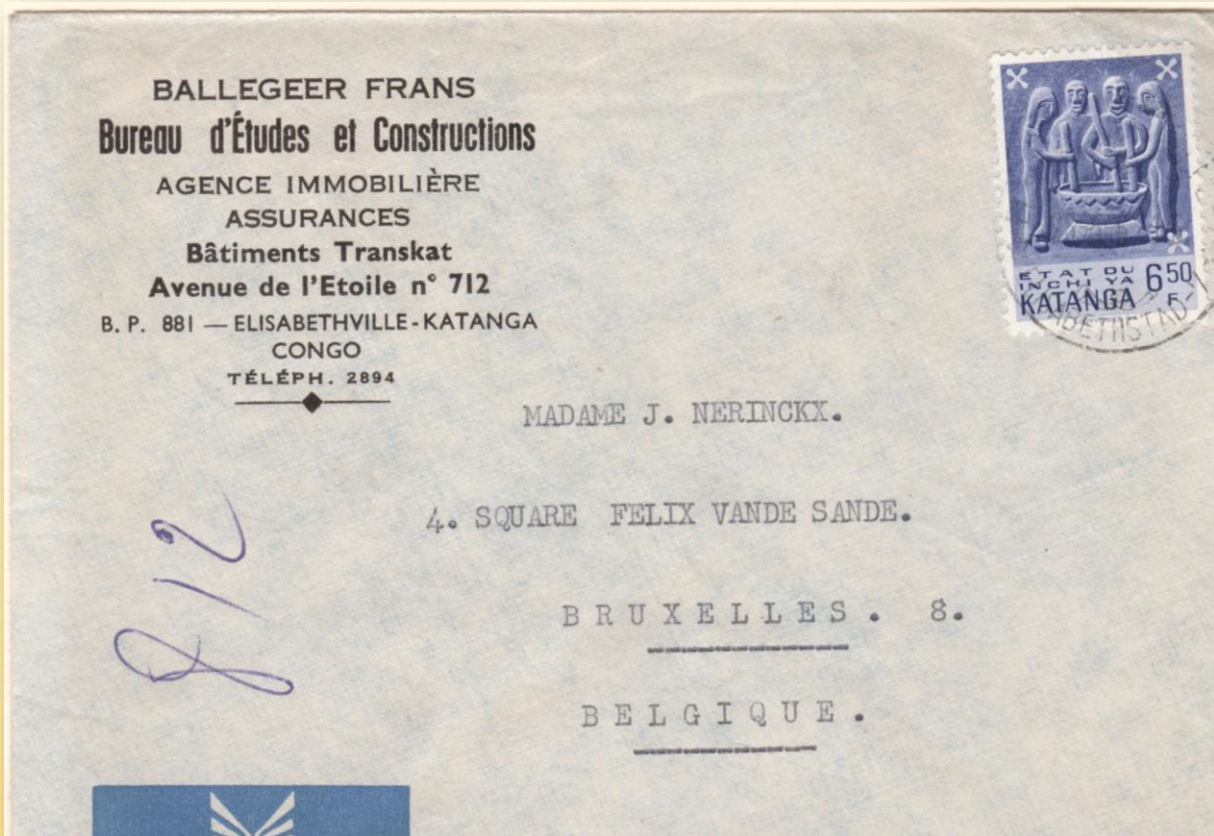 BALLEGEER FRANS
Bureau d'Études et Constructions
AGENCE IMMOBILIÈRE
ASSURANCES
Bâtiments Transkat
Avenue de l'Etoile n° 712
B. P. 881 — ELISABETHVILLE-KATANGA
CONGO
TÉLÉPH. 2894
ETAT DU
INCHI YA
KATANGA
6 50
F
MADAME J. NERINCKX.
4. SQUARE FELIX VANDE SANDE.
BRUXELLES. 8.
BELGIQUE.
8/12